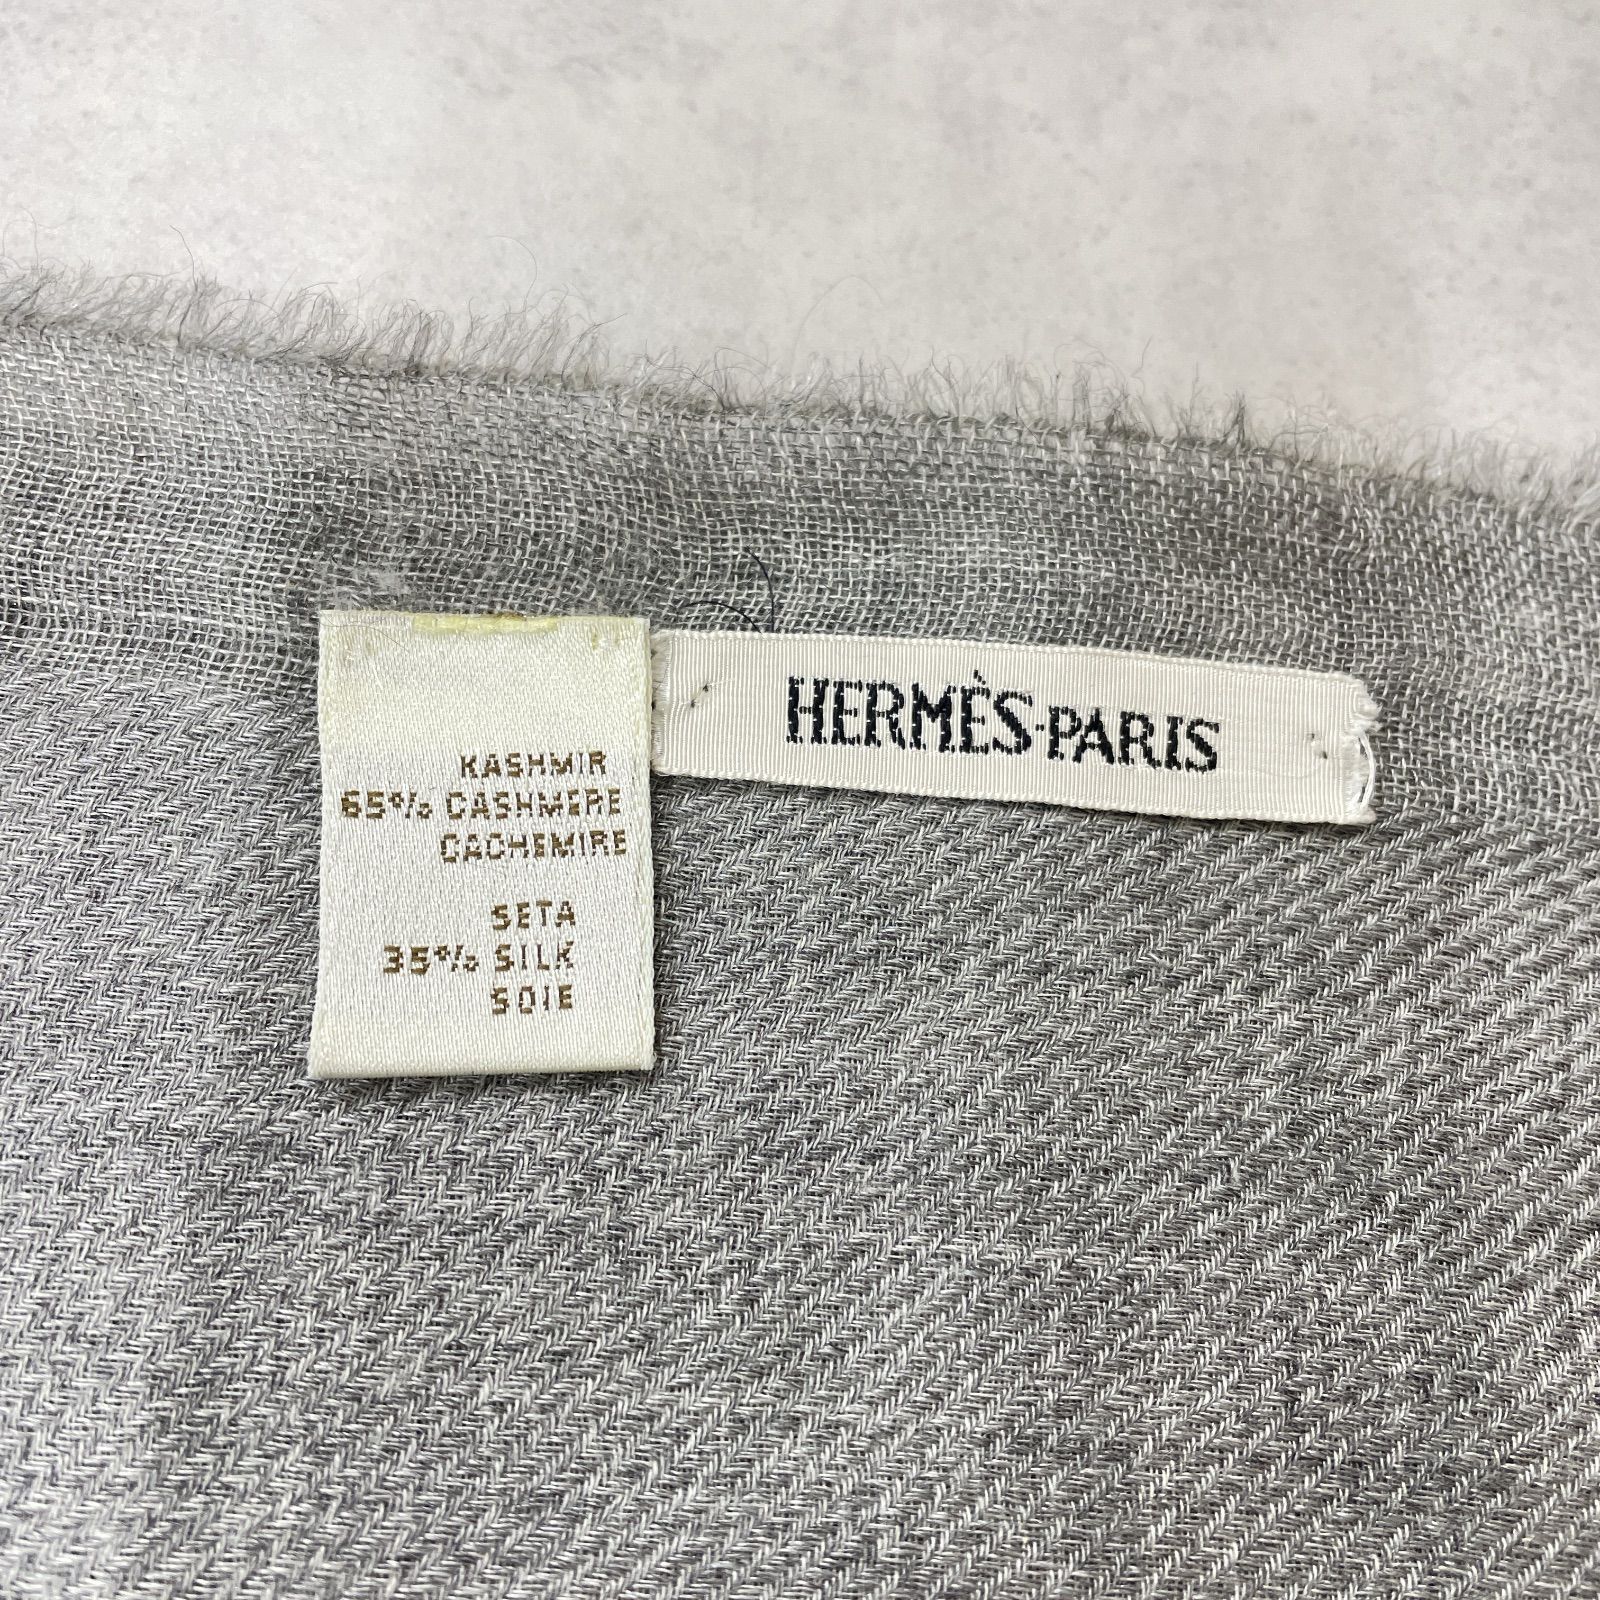 KASHMIR
65% CASHMERE
CACHEMIRE
SETA
35% SILK
SOIE
HERMÈS·PARIS